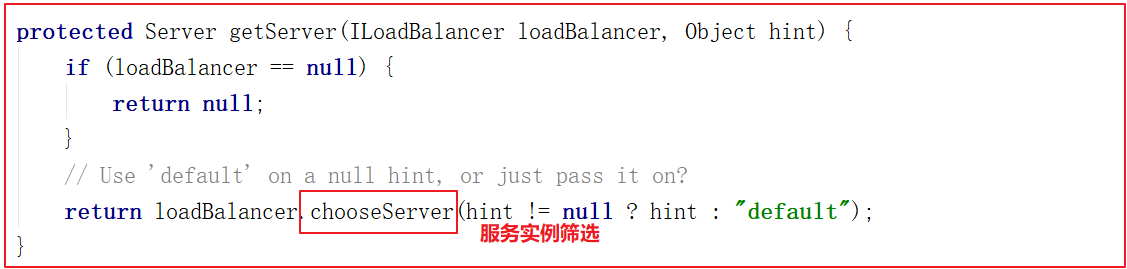 protected Server getServer(ILoadBalancer loadBalancer, Object hint) {
    if (loadBalancer == null) {
        return null;
    }
    // Use 'default' on a null hint, or just pass it on?
    return loadBalancer.chooseServer(hint != null ? hint : "default");
服务实例筛选
}